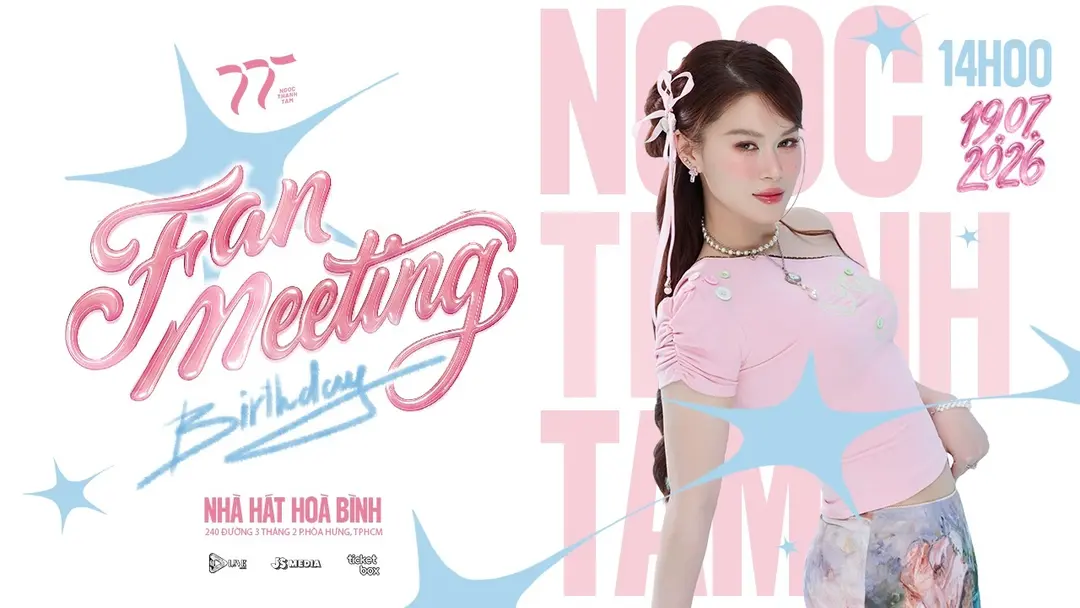 NGOC
THANH
TAM
Fan
Meeting
Birthday
NHÀ HÁT HOÀ BÌNH
240 ĐƯỜNG 3 THÁNG 2 P.HÒA HƯNG, TPHCM
LIVE
JS MEDIA
ticket
box
NGOC
THANH
TAM
14H00
19.07.
2026